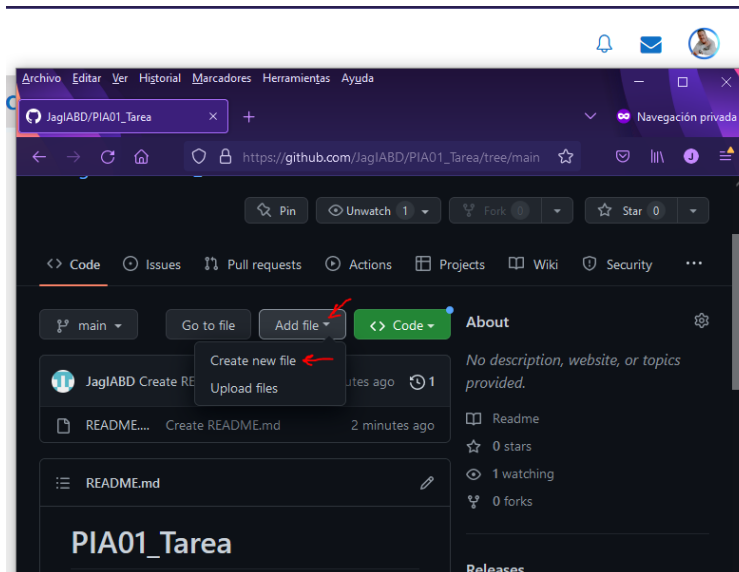 Archivo Editar Ver Historial Marcadores Herramientas Ayuda
JagIABD/PIA01_Tarea
Navegación privada
https://github.com/JagIABD/PIA01_Tarea/tree/main
J
Pin
Unwatch 1
Fork 0
Star 0
Code
Issues
Pull requests
Actions
Projects
Wiki
Security
main
Go to file
Add file
Code
Create new file
Upload files
JagIABD Create RE
utes ago
1
README.... Create README.md 2 minutes ago
README.md
PIA01_Tarea
About
No description, website, or topics
provided.
Readme
0 stars
1 watching
0 forks
Releases